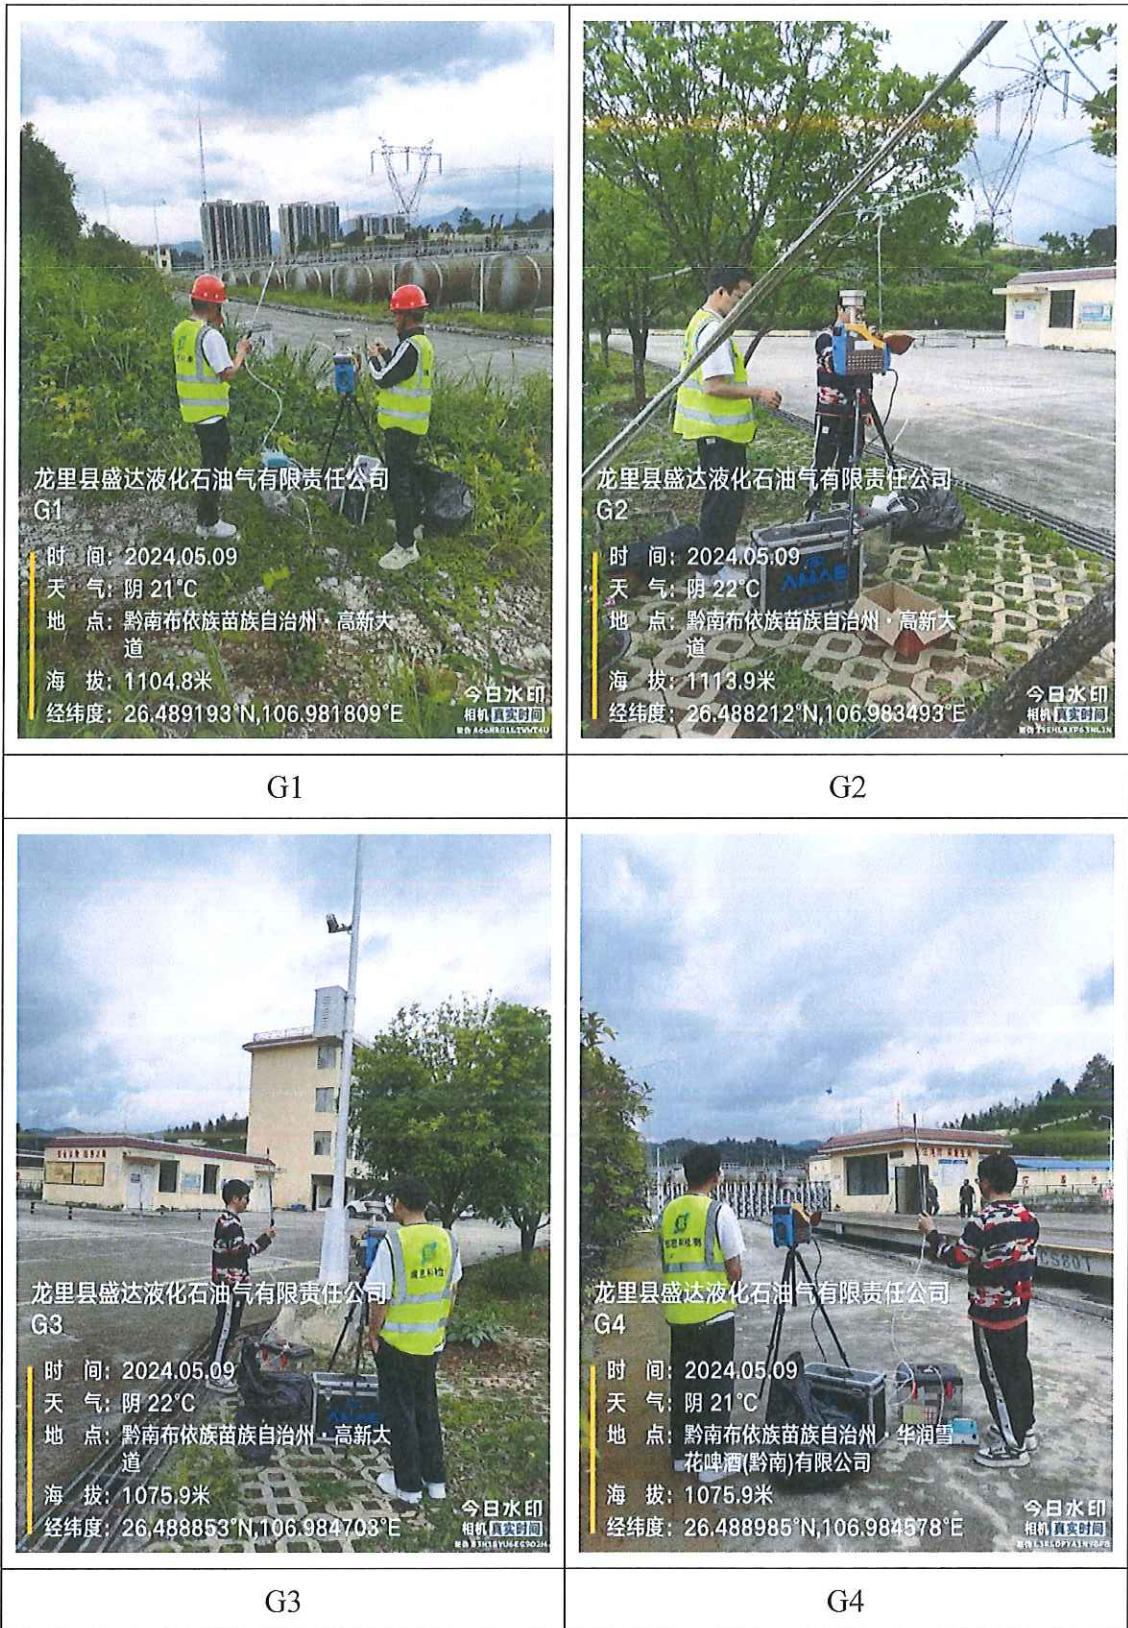 龙里县盛达液化石油气有限责任公司
G1
时 间：2024.05.09
天 气：阴 21℃
地 点：黔南布依族苗族自治州·高新大
道
海 拔：1104.8米
经纬度：26.489193°N,106.981809°E
今日水印
相机 真实时间
龙里县盛达液化石油气有限责任公司
G2
时 间：2024.05.09
天 气：阴 22℃
地 点：黔南布依族苗族自治州·高新大
道
海 拔：1113.9米
经纬度：26.488212°N,106.983493°E
今日水印
相机 真实时间
G1
G2
龙里县盛达液化石油气有限责任公司
G3
时 间：2024.05.09
天 气：阴 22℃
地 点：黔南布依族苗族自治州·高新大
道
海 拔：1075.9米
经纬度：26.488853°N,106.984703°E
今日水印
相机 真实时间
龙里县盛达液化石油气有限责任公司
G4
时 间：2024.05.09
天 气：阴 21℃
地 点：黔南布依族苗族自治州·华润雪
花啤酒(黔南)有限公司
海 拔：1075.9米
经纬度：26.488985°N,106.984578°E
今日水印
相机 真实时间
G3
G4